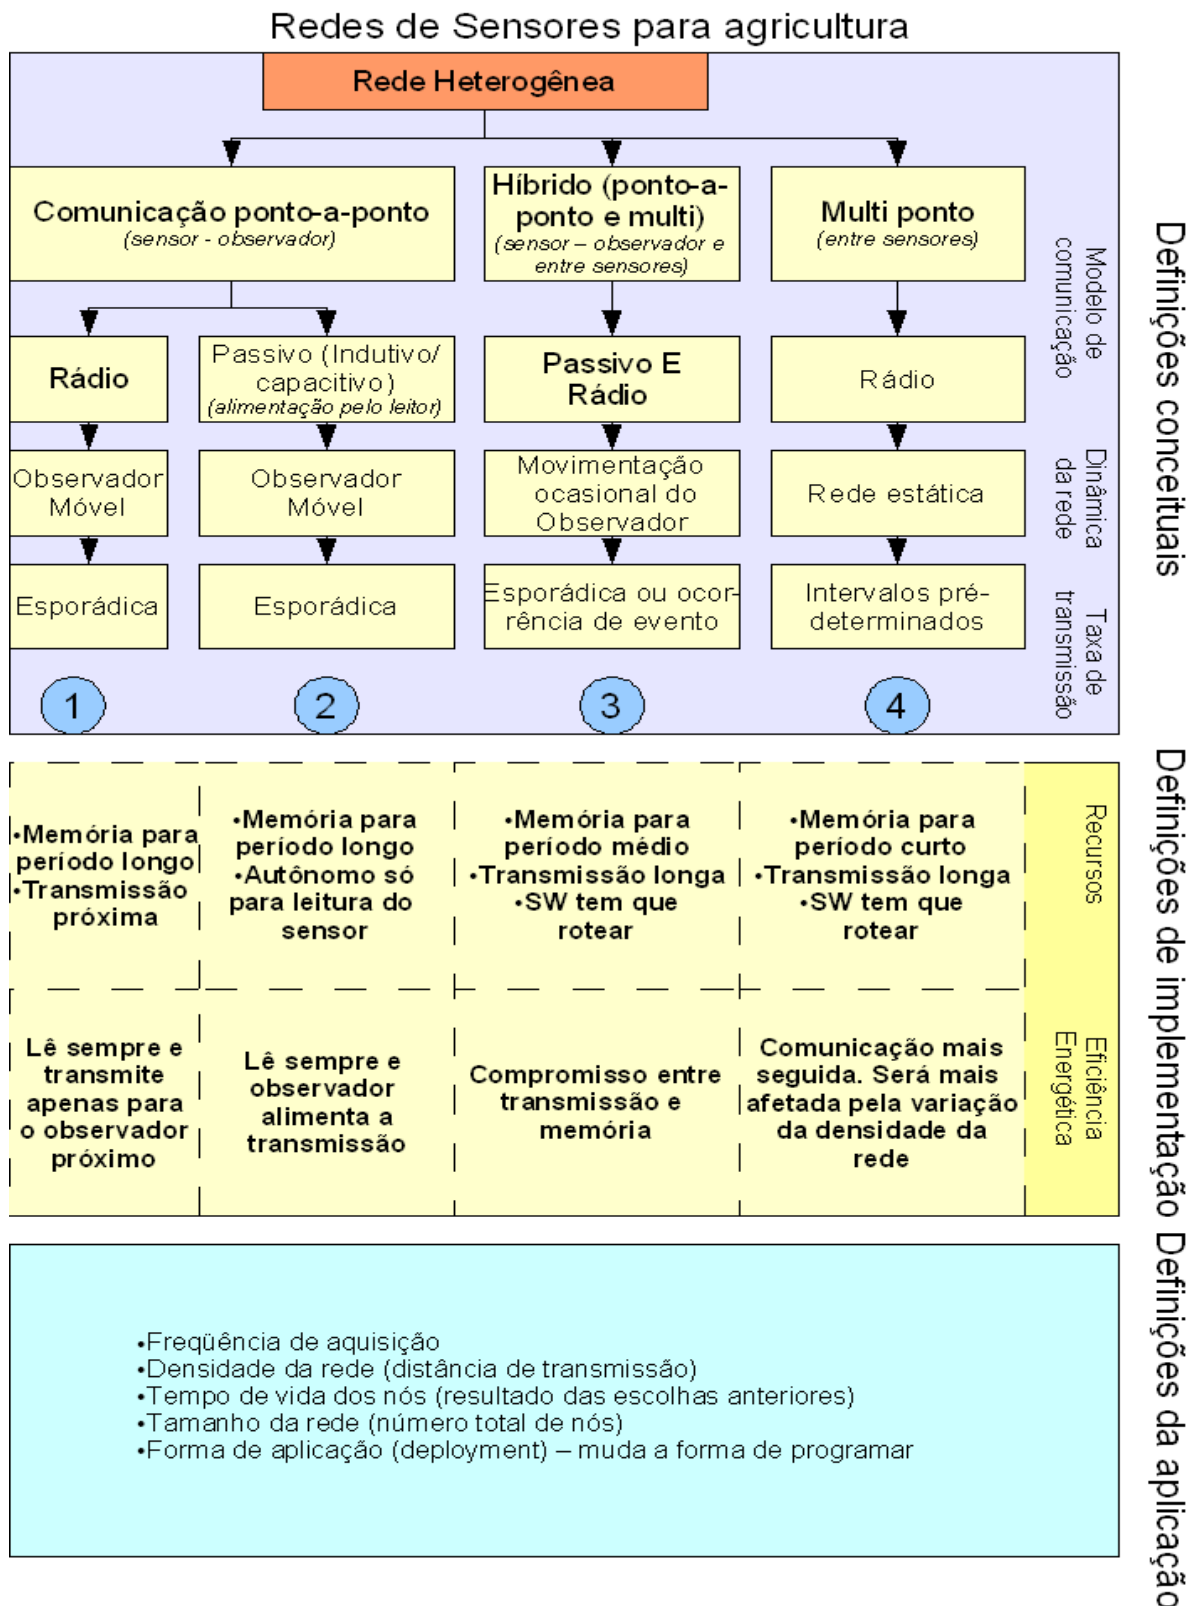 Redes de Sensores para agricultura
Rede Heterogênea
Comunicação ponto-a-ponto
(sensor - observador)
Híbrido (ponto-a-
ponto e multi)
(sensor – observador e
entre sensores)
Multi ponto
(entre sensores)
Modelo de
comunicação
Rádio
Passivo (Indutivo/
capacitivo)
(alimentação pelo leitor)
Passivo E
Rádio
Rádio
Observador
Móvel
Observador
Móvel
Movimentação
ocasional do
Observador
Rede estática
Dinâmica
da rede
Esporádica
Esporádica
Esporádica ou ocor-
rência de evento
Intervalos pré-
determinados
Taxa de
transmissão
1
2
3
4
Definições conceituais
•Memória para
período longo
•Transmissão
próxima
•Memória para
período longo
•Autônomo só
para leitura do
sensor
•Memória para
período médio
•Transmissão longa
•SW tem que
rotear
•Memória para
período curto
•Transmissão longa
•SW tem que
rotear
Recursos
Lê sempre e
transmite
apenas para
o observador
próximo
Lê sempre e
observador
alimenta a
transmissão
Compromisso entre
transmissão e
memória
Comunicação mais
seguida. Será mais
afetada pela variação
da densidade da
rede
Eficiência
Energética
Definições de implementação
•Freqüência de aquisição
•Densidade da rede (distância de transmissão)
•Tempo de vida dos nós (resultado das escolhas anteriores)
•Tamanho da rede (número total de nós)
•Forma de aplicação (deployment) – muda a forma de programar
Definições da aplicação